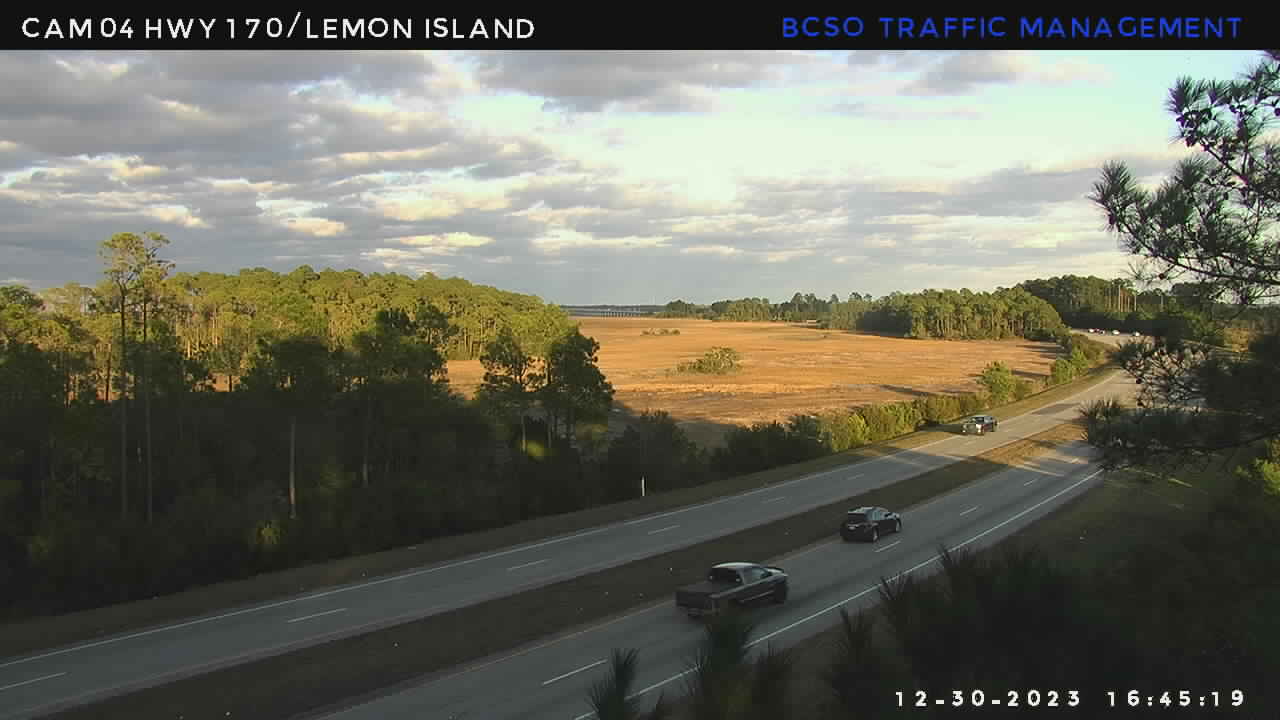 CAM04 HWY 170/LEMON ISLAND
BCSO TRAFFIC MANAGEMENT
12-30-2023 16:45:19